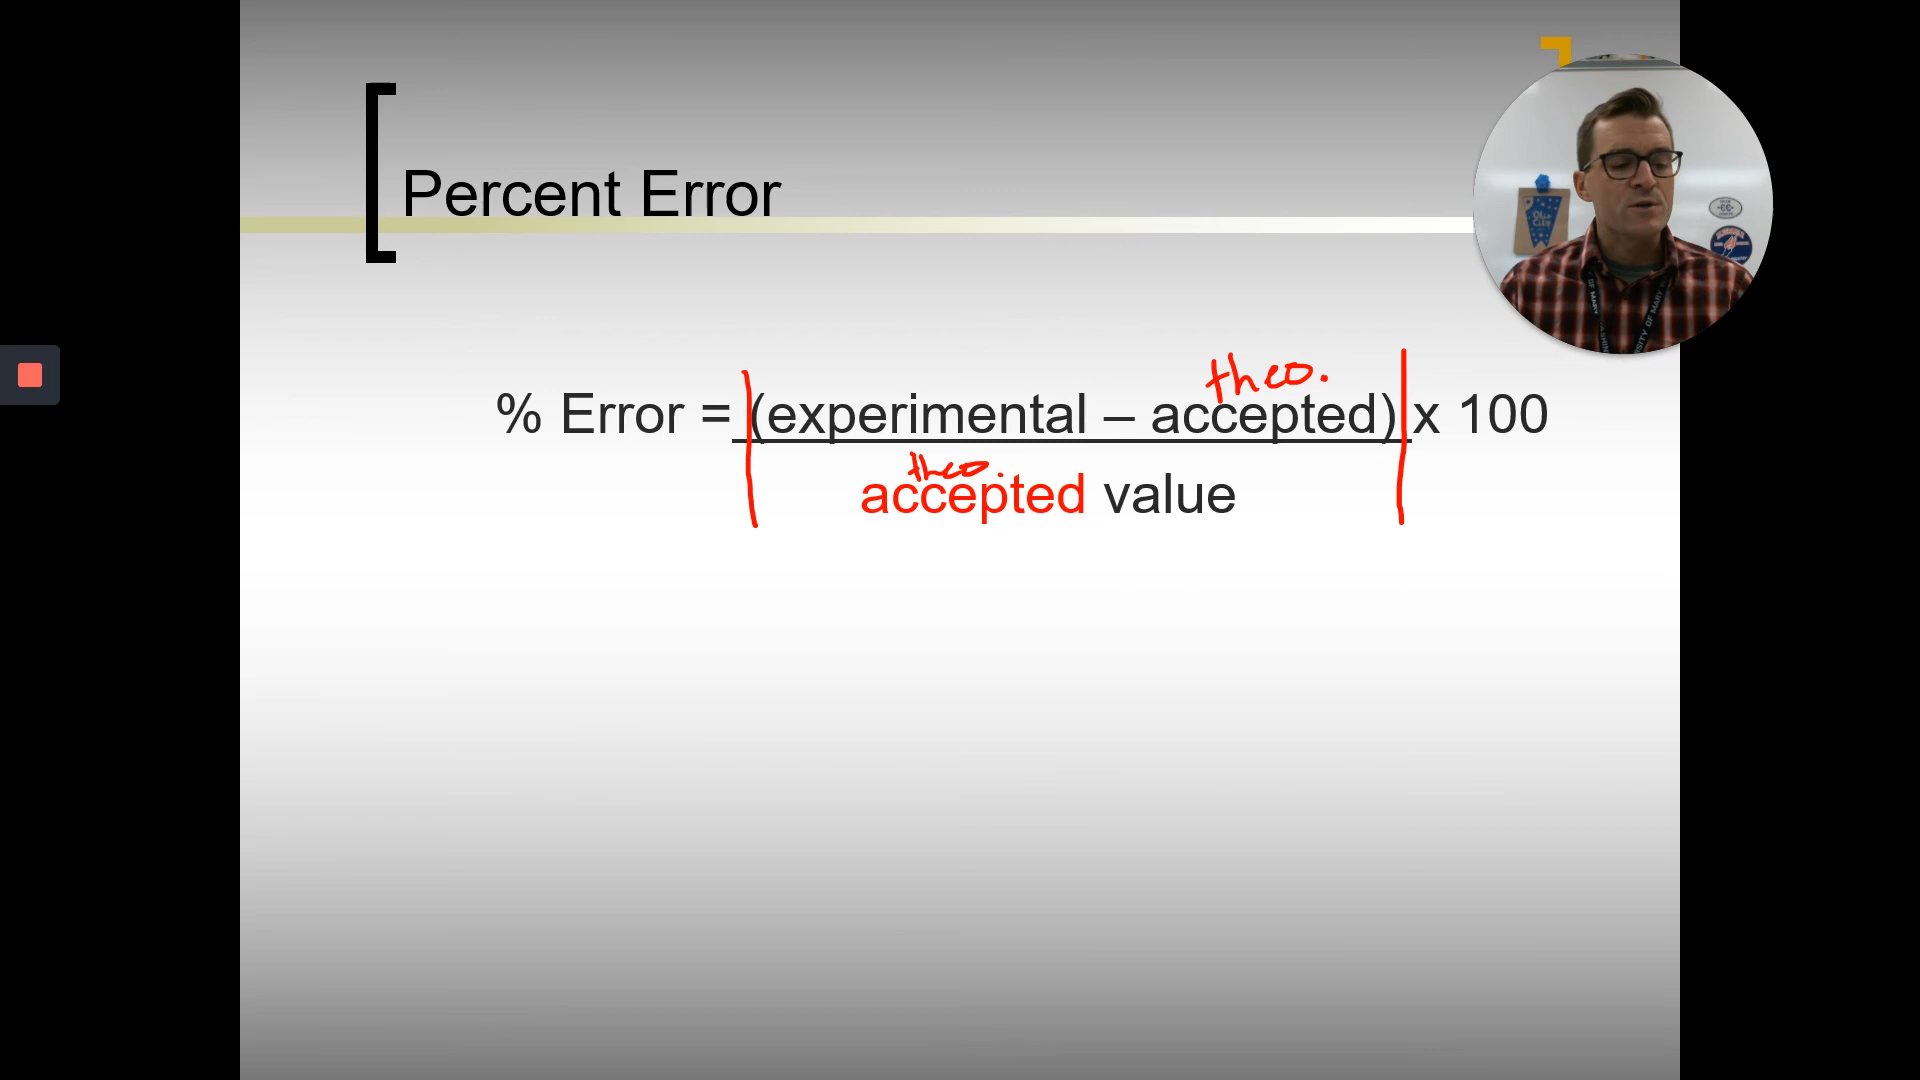 Percent Error
theo.
% Error = (experimental – accepted) x 100
theo.
accepted value